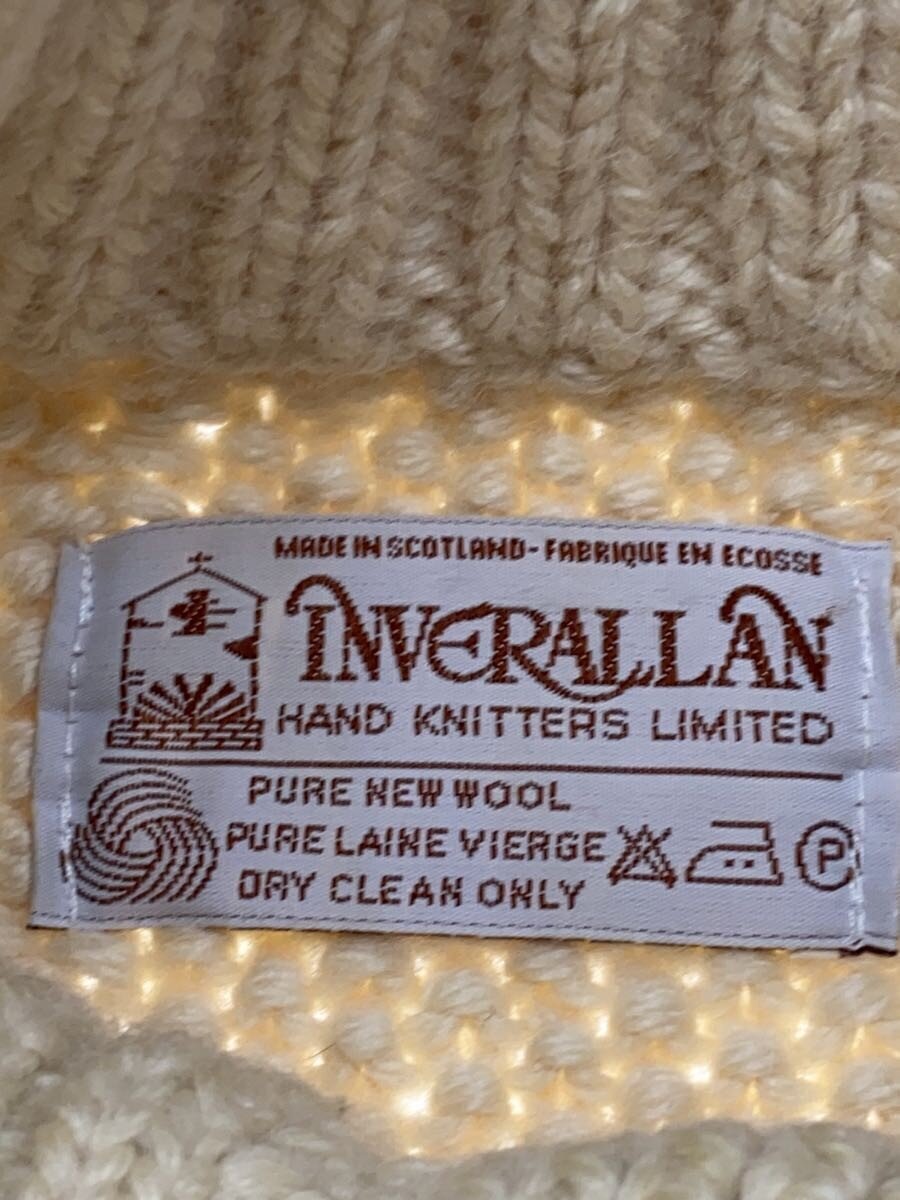 MADE IN SCOTLAND - FABRIQUE EN ECOSSE
INVERALLAN
HAND KNITTERS LIMITED
PURE NEW WOOL
PURE LAINE VIERGE
DRY CLEAN ONLY
P